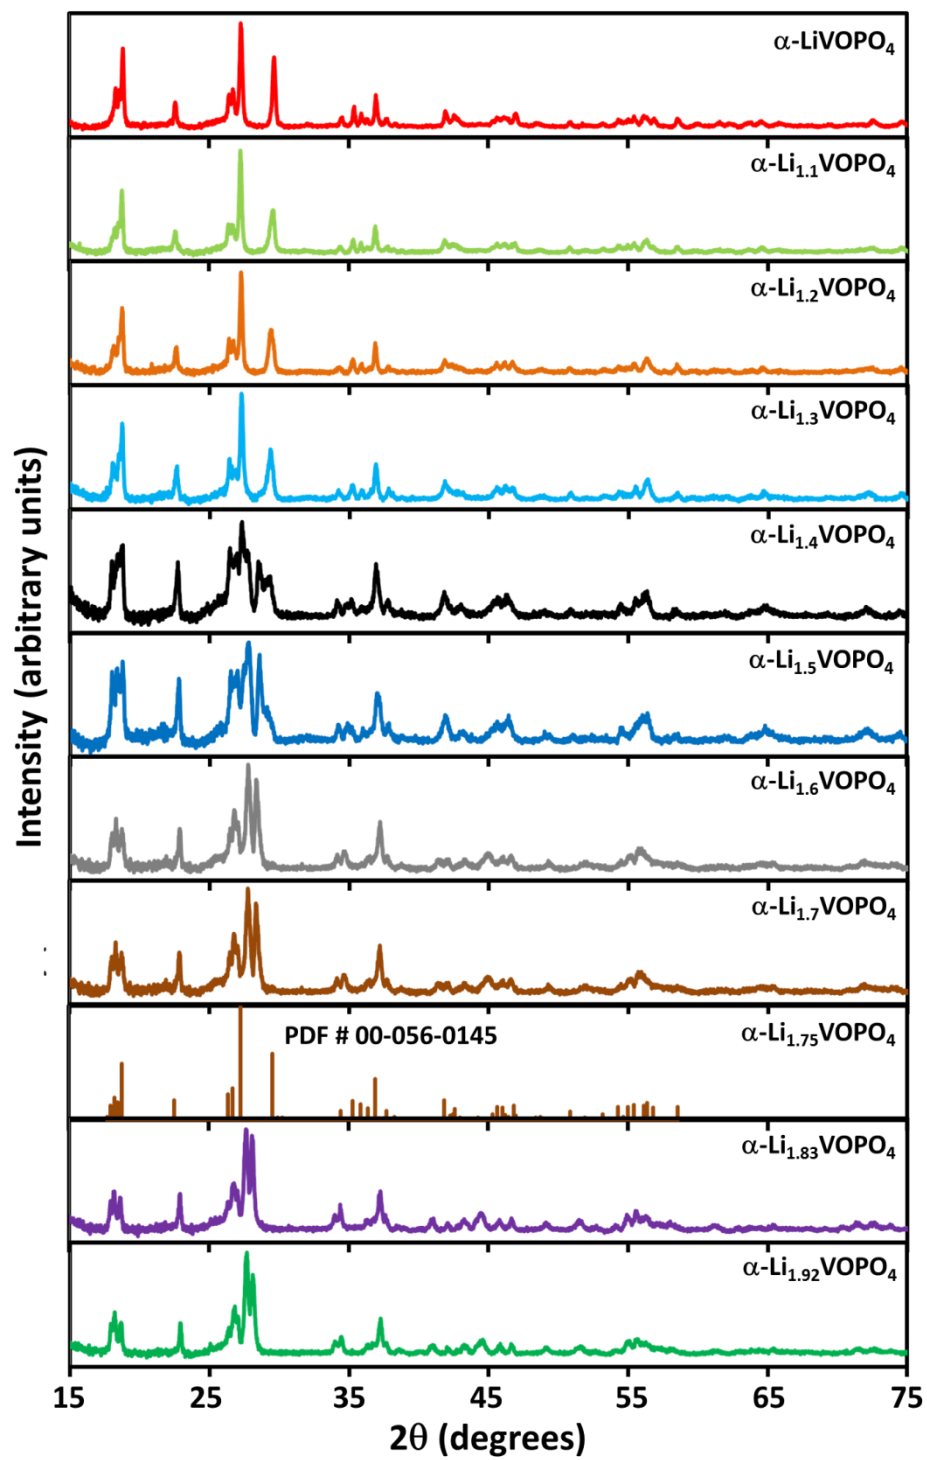 α-LiVOPO₄
α-Li₁.₁VOPO₄
α-Li₁.₂VOPO₄
α-Li₁.₃VOPO₄
α-Li₁.₄VOPO₄
α-Li₁.₅VOPO₄
α-Li₁.₆VOPO₄
α-Li₁.₇VOPO₄
PDF # 00-056-0145
α-Li₁.₇₅VOPO₄
α-Li₁.₈₃VOPO₄
α-Li₁.₉₂VOPO₄
Intensity (arbitrary units)
15 25 35 45 55 65 75
2θ (degrees)